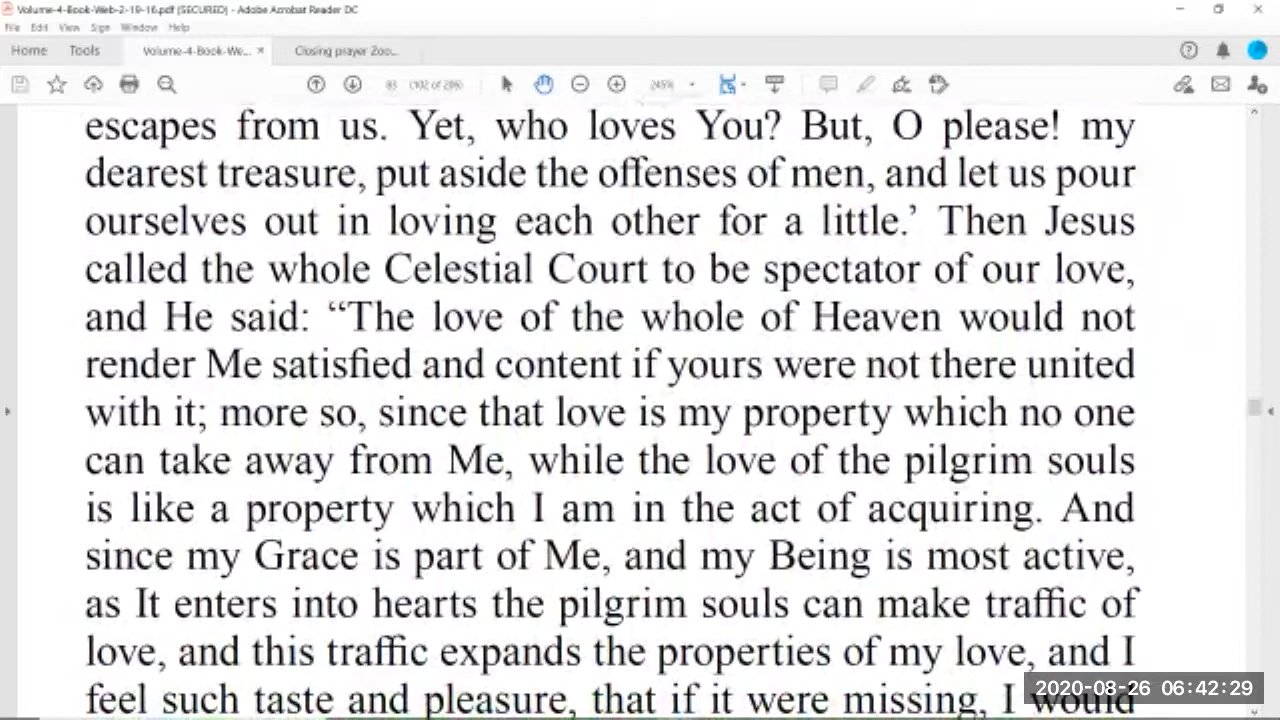 Volume-4-Book-Web-2-19-16.pdf (SECURED) - Adobe Acrobat Reader DC
File Edit View Sign Window Help
Home Tools Volume-4-Book-We... × Closing prayer Zoo...
83 (102 of 286) 245%
escapes from us. Yet, who loves You? But, O please! my
dearest treasure, put aside the offenses of men, and let us pour
ourselves out in loving each other for a little.’ Then Jesus
called the whole Celestial Court to be spectator of our love,
and He said: “The love of the whole of Heaven would not
render Me satisfied and content if yours were not there united
with it; more so, since that love is my property which no one
can take away from Me, while the love of the pilgrim souls
is like a property which I am in the act of acquiring. And
since my Grace is part of Me, and my Being is most active,
as It enters into hearts the pilgrim souls can make traffic of
love, and this traffic expands the properties of my love, and I
feel such taste and pleasure, that if it were missing, I would
2020-08-26 06:42:29